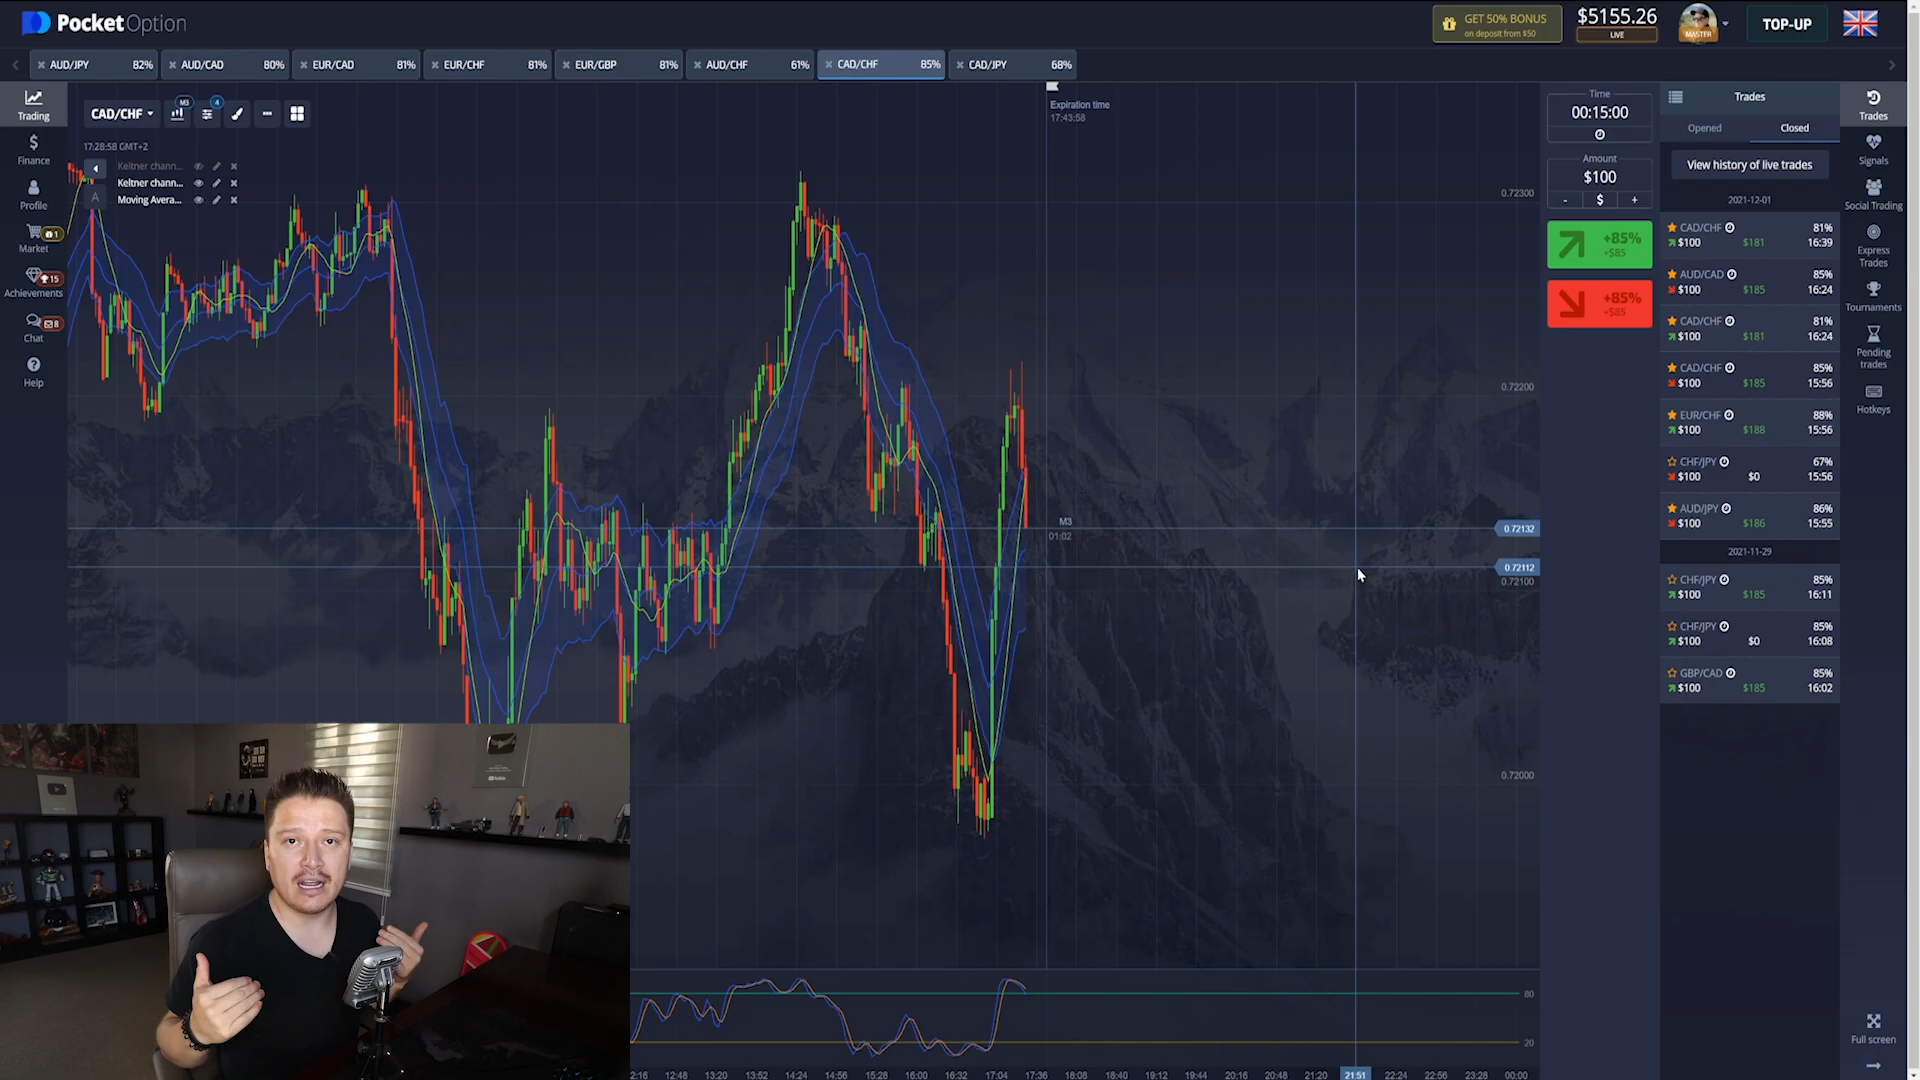 PocketOption
GET 50% BONUS
on deposit from $50
$5155.26
LIVE
MASTER
TOP-UP
AUD/JPY 82%
AUD/CAD 80%
EUR/CAD 81%
EUR/CHF 81%
EUR/GBP 81%
AUD/CHF 61%
CAD/CHF 85%
CAD/JPY 68%
Trading
Finance
Profile
Market
1
Achievements
15
Chat
8
Help
CAD/CHF
M3
4
17:28:58 GMT+2
Keltner chann...
Keltner chann...
A
Moving Avera...
Expiration time
17:43:58
M3
01:02
0.72300
0.72200
0.72132
0.72112
0.72100
0.72000
80
20
2:16 12:48 13:20 13:52 14:24 14:56 15:28 16:00 16:32 17:04 17:36 18:08 18:40 19:12 19:44 20:16 20:48 21:20 21:51 22:24 22:56 23:28 00:00
Time
00:15:00
Amount
$100
- $ +
+85%
+$85
+85%
+$85
Trades
Opened Closed
View history of live trades
2021-12-01
CAD/CHF 81%
$100 $181 16:39
AUD/CAD 85%
$100 $185 16:24
CAD/CHF 81%
$100 $181 16:24
CAD/CHF 85%
$100 $185 15:56
EUR/CHF 88%
$100 $188 15:56
CHF/JPY 67%
$100 $0 15:56
AUD/JPY 86%
$100 $186 15:55
2021-11-29
CHF/JPY 85%
$100 $185 16:11
CHF/JPY 85%
$100 $0 16:08
GBP/CAD 85%
$100 $185 16:02
Trades
Signals
Social Trading
Express
Trades
Tournaments
Pending
trades
Hotkeys
Full screen